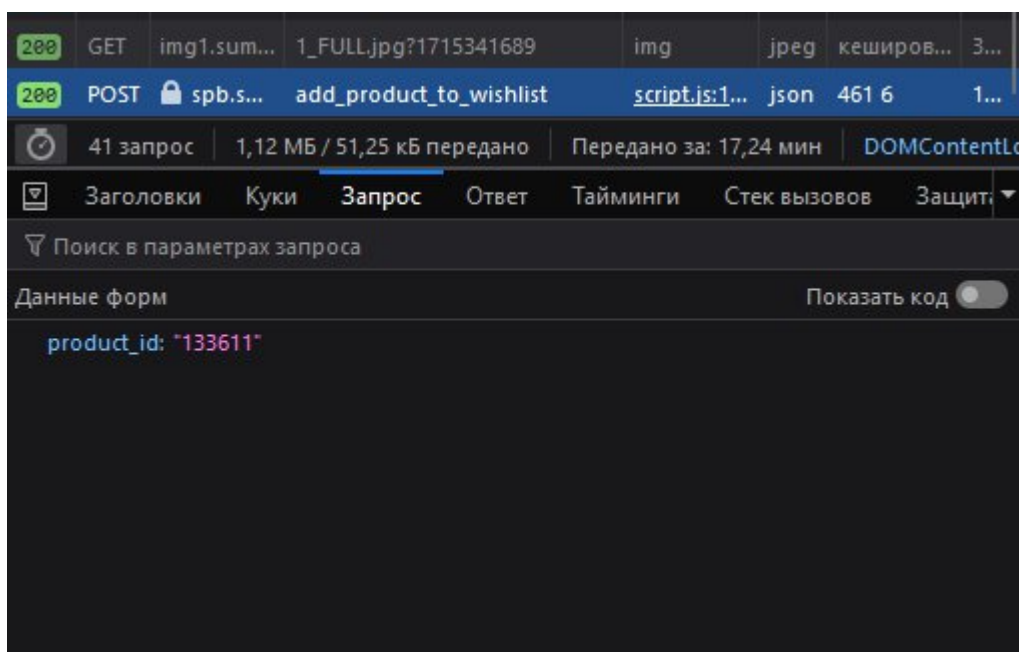 200 GET img1.sum... 1_FULL.jpg?1715341689 img jpeg кеширов... 3...
200 POST spb.s... add_product_to_wishlist script.js:1... json 461 б 1...
41 запрос 1,12 МБ / 51,25 кБ передано Передано за: 17,24 мин DOMContentLo
Заголовки Куки Запрос Ответ Тайминги Стек вызовов Защита
Поиск в параметрах запроса
Данные форм Показать код
product_id: "133611"